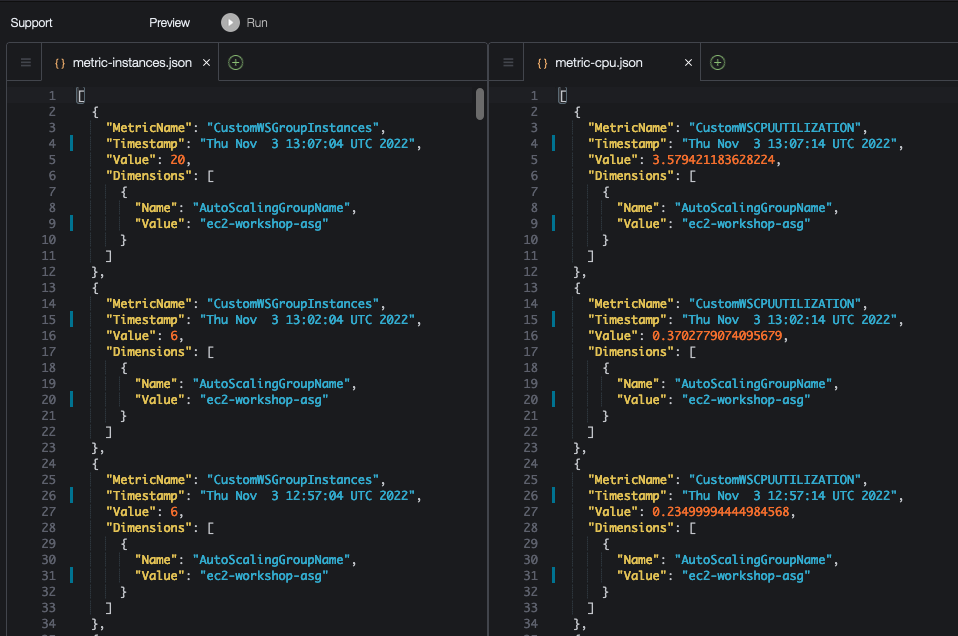 Support Preview Run
{} metric-instances.json ×
1 [
2 {
3 "MetricName": "CustomWSGroupInstances",
4 "Timestamp": "Thu Nov  3 13:07:04 UTC 2022",
5 "Value": 20,
6 "Dimensions": [
7 {
8 "Name": "AutoScalingGroupName",
9 "Value": "ec2-workshop-asg"
10 }
11 ]
12 },
13 {
14 "MetricName": "CustomWSGroupInstances",
15 "Timestamp": "Thu Nov  3 13:02:04 UTC 2022",
16 "Value": 6,
17 "Dimensions": [
18 {
19 "Name": "AutoScalingGroupName",
20 "Value": "ec2-workshop-asg"
21 }
22 ]
23 },
24 {
25 "MetricName": "CustomWSGroupInstances",
26 "Timestamp": "Thu Nov  3 12:57:04 UTC 2022",
27 "Value": 6,
28 "Dimensions": [
29 {
30 "Name": "AutoScalingGroupName",
31 "Value": "ec2-workshop-asg"
32 }
33 ]
34 },
{} metric-cpu.json ×
1 [
2 {
3 "MetricName": "CustomWSCPUUTILIZATION",
4 "Timestamp": "Thu Nov  3 13:07:14 UTC 2022",
5 "Value": 3.579421183628224,
6 "Dimensions": [
7 {
8 "Name": "AutoScalingGroupName",
9 "Value": "ec2-workshop-asg"
10 }
11 ]
12 },
13 {
14 "MetricName": "CustomWSCPUUTILIZATION",
15 "Timestamp": "Thu Nov  3 13:02:14 UTC 2022",
16 "Value": 0.3702779074095679,
17 "Dimensions": [
18 {
19 "Name": "AutoScalingGroupName",
20 "Value": "ec2-workshop-asg"
21 }
22 ]
23 },
24 {
25 "MetricName": "CustomWSCPUUTILIZATION",
26 "Timestamp": "Thu Nov  3 12:57:14 UTC 2022",
27 "Value": 0.23499994444984568,
28 "Dimensions": [
29 {
30 "Name": "AutoScalingGroupName",
31 "Value": "ec2-workshop-asg"
32 }
33 ]
34 },